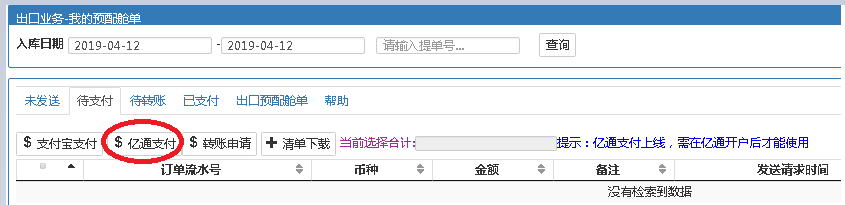 出口业务-我的预配舱单
入库日期 2019-04-12 -2019-04-12 请输入提单号... 查询
未发送 待支付 待转账 已支付 出口预配舱单 帮助
$ 支付宝支付 $ 亿通支付 $ 转账申请 + 清单下载 当前选择合计: 提示：亿通支付上线，需在亿通开户后才能使用
订单流水号 币种 金额 备注 发送请求时间
没有检索到数据